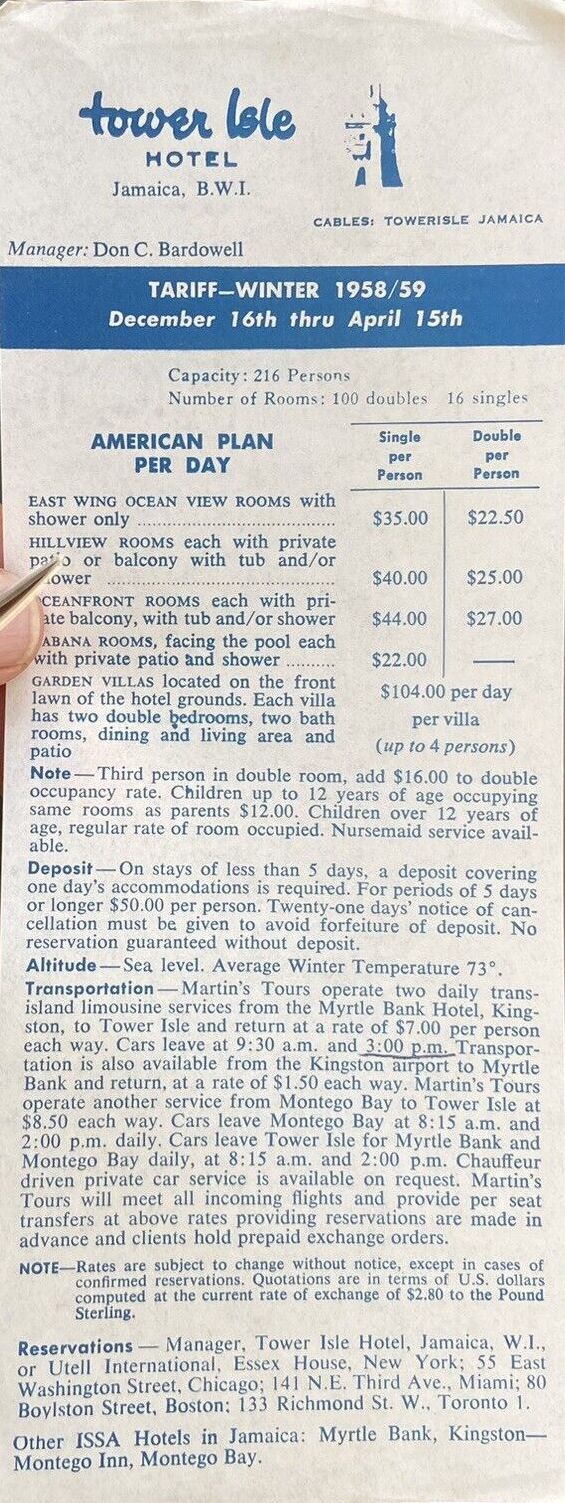 tower Isle
HOTEL
Jamaica, B.W.I.
CABLES: TOWERISLE JAMAICA
Manager: Don C. Bardowell
TARIFF—WINTER 1958/59
December 16th thru April 15th
Capacity: 216 Persons
Number of Rooms: 100 doubles 16 singles
AMERICAN PLAN
PER DAY
Single
per
Person
Double
per
Person
EAST WING OCEAN VIEW ROOMS with
shower only ...................................... $35.00 $22.50
HILLVIEW ROOMS each with private
patio or balcony with tub and/or
ower ........................................... $40.00 $25.00
CEANFRONT ROOMS each with pri-
ate balcony, with tub and/or shower $44.00 $27.00
ABANA ROOMS, facing the pool each
with private patio and shower .......... $22.00 —
GARDEN VILLAS located on the front
lawn of the hotel grounds. Each villa
has two double bedrooms, two bath
rooms, dining and living area and
patio
$104.00 per day
per villa
(up to 4 persons)
Note—Third person in double room, add $16.00 to double
occupancy rate. Children up to 12 years of age occupying
same rooms as parents $12.00. Children over 12 years of
age, regular rate of room occupied. Nursemaid service avail-
able.
Deposit—On stays of less than 5 days, a deposit covering
one day's accommodations is required. For periods of 5 days
or longer $50.00 per person. Twenty-one days' notice of can-
cellation must be given to avoid forfeiture of deposit. No
reservation guaranteed without deposit.
Altitude—Sea level. Average Winter Temperature 73°.
Transportation—Martin's Tours operate two daily trans-
island limousine services from the Myrtle Bank Hotel, King-
ston, to Tower Isle and return at a rate of $7.00 per person
each way. Cars leave at 9:30 a.m. and 3:00 p.m. Transpor-
tation is also available from the Kingston airport to Myrtle
Bank and return, at a rate of $1.50 each way. Martin's Tours
operate another service from Montego Bay to Tower Isle at
$8.50 each way. Cars leave Montego Bay at 8:15 a.m. and
2:00 p.m. daily. Cars leave Tower Isle for Myrtle Bank and
Montego Bay daily, at 8:15 a.m. and 2:00 p.m. Chauffeur
driven private car service is available on request. Martin's
Tours will meet all incoming flights and provide per seat
transfers at above rates providing reservations are made in
advance and clients hold prepaid exchange orders.
NOTE—Rates are subject to change without notice, except in cases of
confirmed reservations. Quotations are in terms of U.S. dollars
computed at the current rate of exchange of $2.80 to the Pound
Sterling.
Reservations — Manager, Tower Isle Hotel, Jamaica, W.I.,
or Utell International, Essex House, New York; 55 East
Washington Street, Chicago; 141 N.E. Third Ave., Miami; 80
Boylston Street, Boston; 133 Richmond St. W., Toronto 1.
Other ISSA Hotels in Jamaica: Myrtle Bank, Kingston—
Montego Inn, Montego Bay.